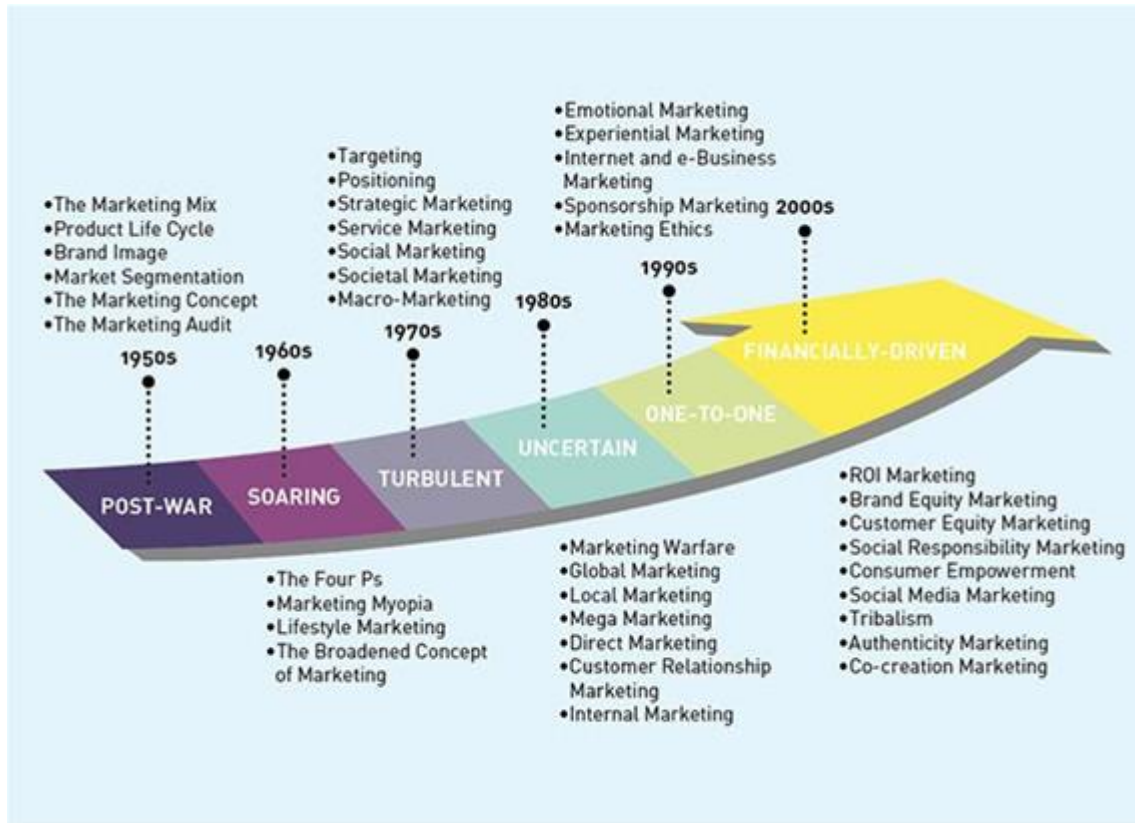 •Emotional Marketing
•Experiential Marketing
•Internet and e-Business
Marketing
•Sponsorship Marketing
•Marketing Ethics
2000s
•Targeting
•Positioning
•Strategic Marketing
•Service Marketing
•Social Marketing
•Societal Marketing
•Macro-Marketing
•The Marketing Mix
•Product Life Cycle
•Brand Image
•Market Segmentation
•The Marketing Concept
•The Marketing Audit
1950s
1960s
1970s
1980s
1990s
POST-WAR
SOARING
TURBULENT
UNCERTAIN
ONE-TO-ONE
FINANCIALLY-DRIVEN
•The Four Ps
•Marketing Myopia
•Lifestyle Marketing
•The Broadened Concept
of Marketing
•Marketing Warfare
•Global Marketing
•Local Marketing
•Mega Marketing
•Direct Marketing
•Customer Relationship
Marketing
•Internal Marketing
•ROI Marketing
•Brand Equity Marketing
•Customer Equity Marketing
•Social Responsibility Marketing
•Consumer Empowerment
•Social Media Marketing
•Tribalism
•Authenticity Marketing
•Co-creation Marketing